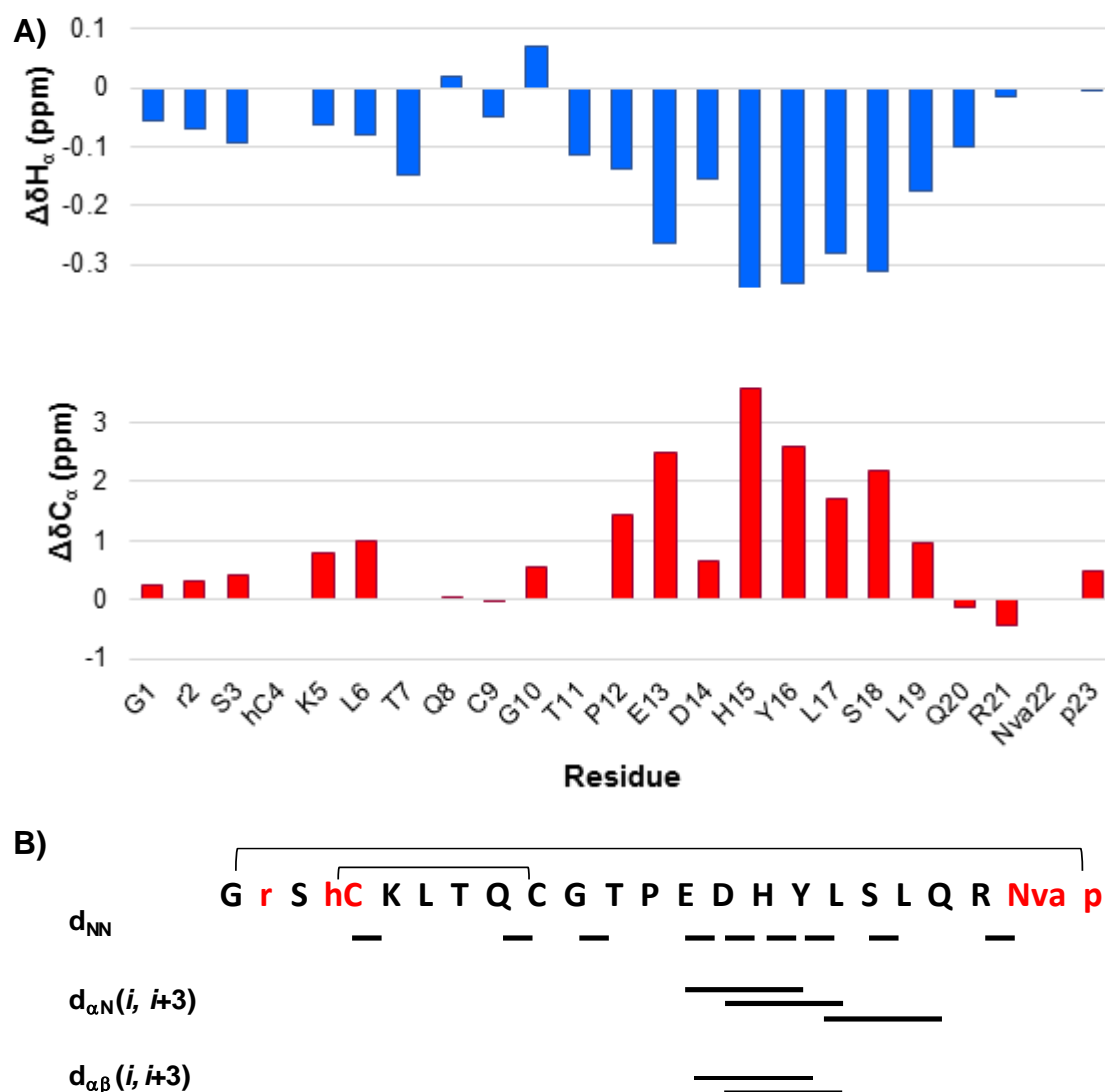 A)
ΔδHα (ppm)
0.1
0
-0.1
-0.2
-0.3
ΔδCα (ppm)
3
2
1
0
-1
G1 r2 S3 hC4 K5 L6 T7 Q8 C9 G10 T11 P12 E13 D14 H15 Y16 L17 S18 L19 Q20 R21 Nva22 p23
Residue
B)
G r S hC K L T Q C G T P E D H Y L S L Q R Nva p
dNN
dαN(i, i+3)
dαβ(i, i+3)